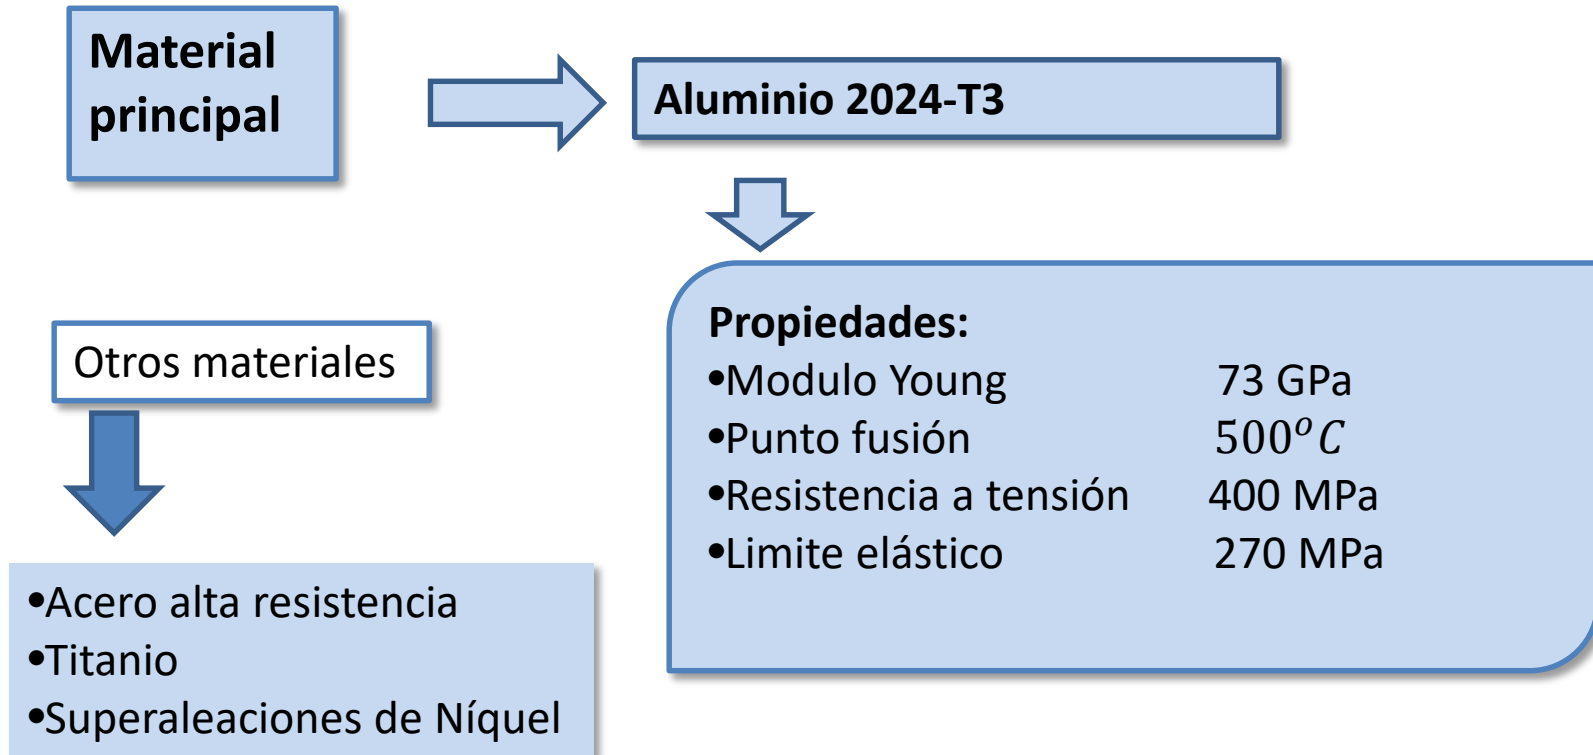 Material
principal
Aluminio 2024-T3
Propiedades:
•Modulo Young 73 GPa
•Punto fusión 500°C
•Resistencia a tensión 400 MPa
•Limite elástico 270 MPa
Otros materiales
•Acero alta resistencia
•Titanio
•Superaleaciones de Níquel